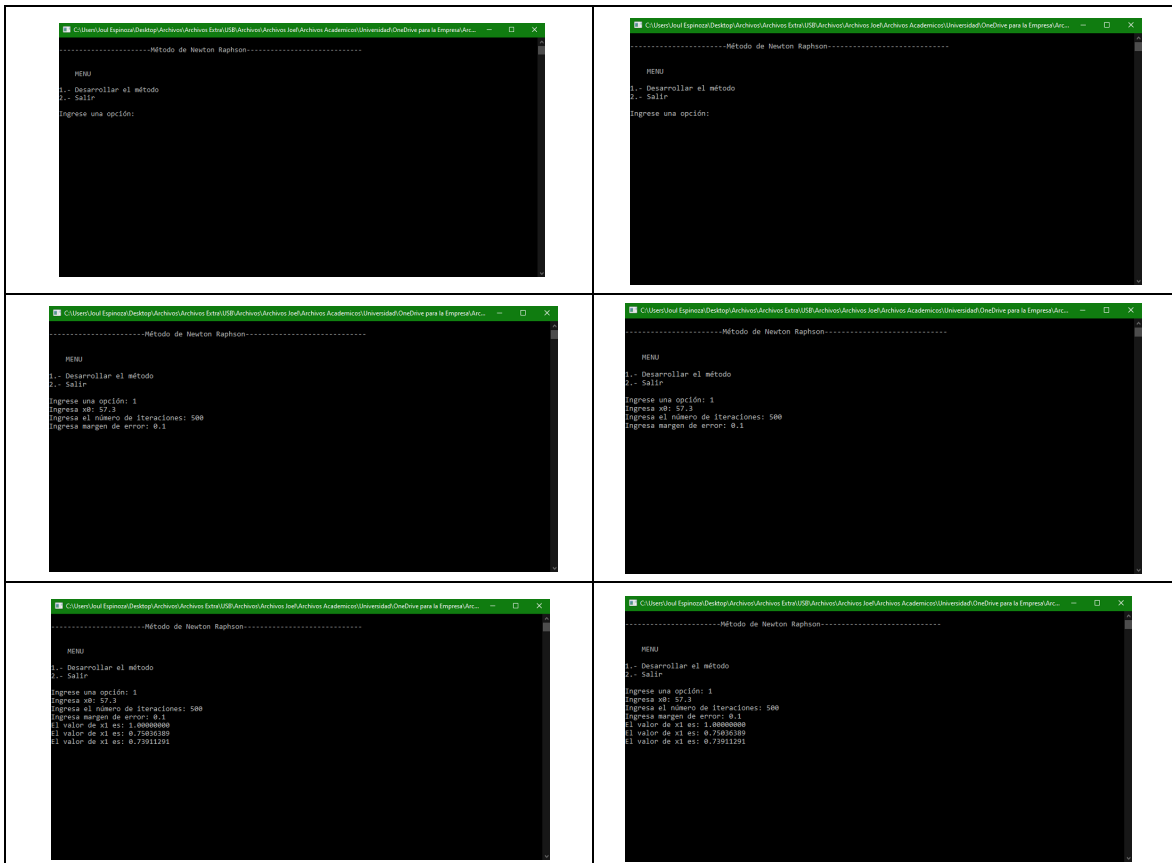 C:\Users\Joul Espinoza\Desktop\Archivos\Archivos Extra\USB\Archivos\Archivos Joel\Archivos Academicos\Universidad\OneDrive para la Empresa\Arc...
----------------------Método de Newton Raphson----------------------------
MENU
1.- Desarrollar el método
2.- Salir
Ingrese una opción:
C:\Users\Joul Espinoza\Desktop\Archivos\Archivos Extra\USB\Archivos\Archivos Joel\Archivos Academicos\Universidad\OneDrive para la Empresa\Arc...
-----------------------Método de Newton Raphson-----------------------------
MENU
1.- Desarrollar el método
2.- Salir
Ingrese una opción:
C:\Users\Joul Espinoza\Desktop\Archivos\Archivos Extra\USB\Archivos\Archivos Joel\Archivos Academicos\Universidad\OneDrive para la Empresa\Arc...
-----------------------Método de Newton Raphson-----------------------------
MENU
1.- Desarrollar el método
2.- Salir
Ingrese una opción: 1
Ingresa x0: 57.3
Ingresa el número de iteraciones: 500
Ingresa margen de error: 0.1
C:\Users\Joul Espinoza\Desktop\Archivos\Archivos Extra\USB\Archivos\Archivos Joel\Archivos Academicos\Universidad\OneDrive para la Empresa\Arc...
-----------------------Método de Newton Raphson-----------------------------
MENU
1.- Desarrollar el método
2.- Salir
Ingrese una opción: 1
Ingresa x0: 57.3
Ingresa el número de iteraciones: 500
Ingresa margen de error: 0.1
C:\Users\Joul Espinoza\Desktop\Archivos\Archivos Extra\USB\Archivos\Archivos Joel\Archivos Academicos\Universidad\OneDrive para la Empresa\Arc...
-----------------------Método de Newton Raphson-----------------------------
MENU
1.- Desarrollar el método
2.- Salir
Ingrese una opción: 1
Ingresa x0: 57.3
Ingresa el número de iteraciones: 500
Ingresa margen de error: 0.1
El valor de x1 es: 1.00000000
El valor de x1 es: 0.75036389
El valor de x1 es: 0.73911291
C:\Users\Joul Espinoza\Desktop\Archivos\Archivos Extra\USB\Archivos\Archivos Joel\Archivos Academicos\Universidad\OneDrive para la Empresa\Arc...
-----------------------Método de Newton Raphson-----------------------------
MENU
1.- Desarrollar el método
2.- Salir
Ingrese una opción: 1
Ingresa x0: 57.3
Ingresa el número de iteraciones: 500
Ingresa margen de error: 0.1
El valor de x1 es: 1.00000000
El valor de x1 es: 0.75036389
El valor de x1 es: 0.73911291